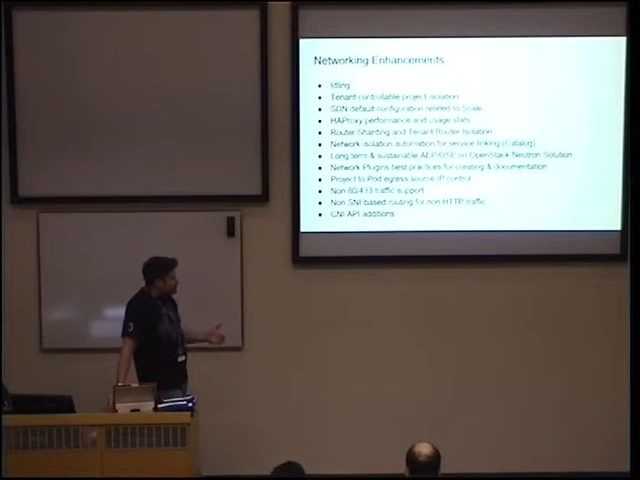 Networking Enhancements
Idling
Tenant controllable project isolation
SDN default configuration related to Scale
HAProxy performance and usage stats
Router Sharding and Tenant Router Isolation
Network isolation automation for service linking (Catalog)
Long term & sustainable AEP/OSE on OpenStack Neutron Solution
Network Plugins best practices for creating & documentation
Project to Pod egress source IP control
Non 80/433 traffic support
Non SNI-based routing for non HTTP traffic
CNI API additions